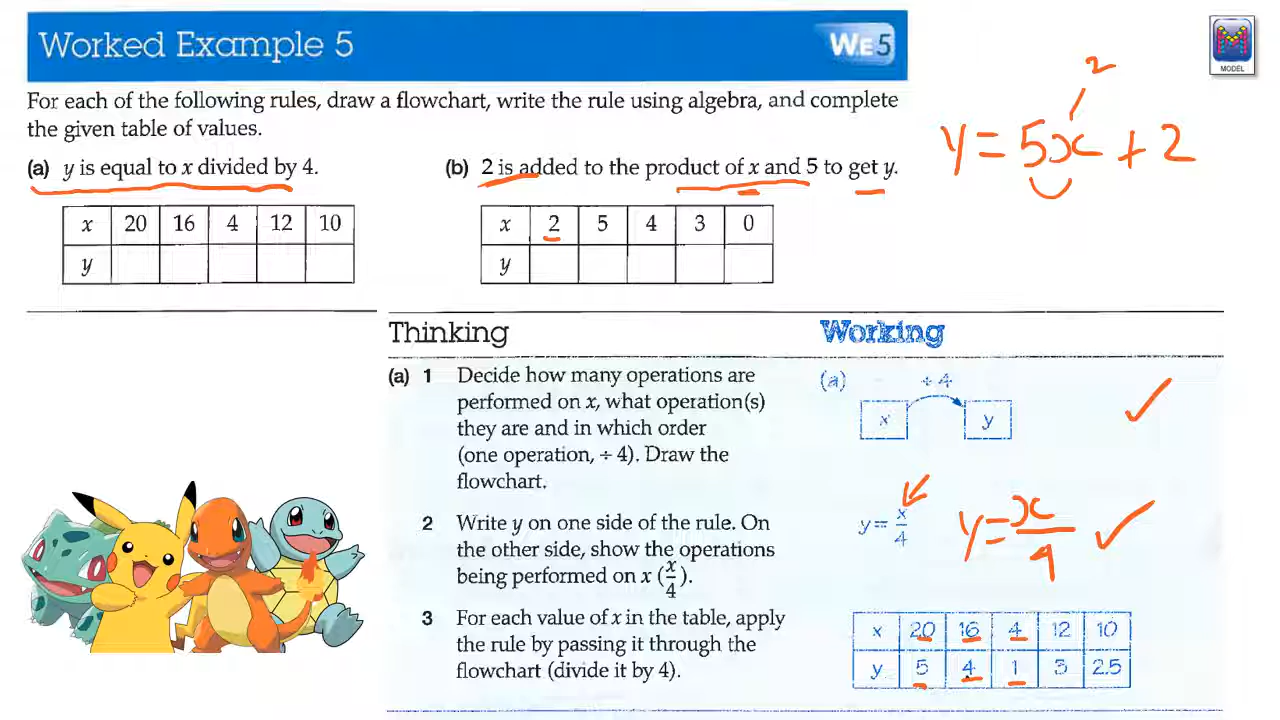 Worked Example 5
WE5
MODEL
For each of the following rules, draw a flowchart, write the rule using algebra, and complete
the given table of values.
(a) y is equal to x divided by 4.
(b) 2 is added to the product of x and 5 to get y.
2
y = 5x + 2
x 20 16 4 12 10
y
x 2 5 4 3 0
y
Thinking
Working
(a) 1 Decide how many operations are
performed on x, what operation(s)
they are and in which order
(one operation, ÷ 4). Draw the
flowchart.
(a) ÷ 4
x y
2 Write y on one side of the rule. On
the other side, show the operations
being performed on x (x/4).
y = x/4
y = x/4
3 For each value of x in the table, apply
the rule by passing it through the
flowchart (divide it by 4).
x 20 16 4 12 10
y 5 4 1 3 2.5